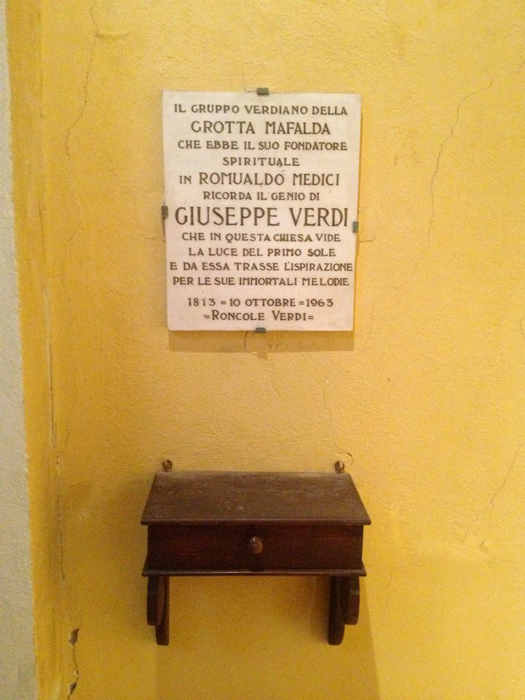 IL GRUPPO VERDIANO DELLA
GROTTA MAFALDA
CHE EBBE IL SUO FONDATORE
SPIRITUALE
IN ROMUALDO MEDICI
RICORDA IL GENIO DI
GIUSEPPE VERDI
CHE IN QUESTA CHIESA VIDE
LA LUCE DEL PRIMO SOLE
E DA ESSA TRASSE L'ISPIRAZIONE
PER LE SUE IMMORTALI MELODIE
1813 = 10 OTTOBRE = 1963
= RONCOLE VERDI =